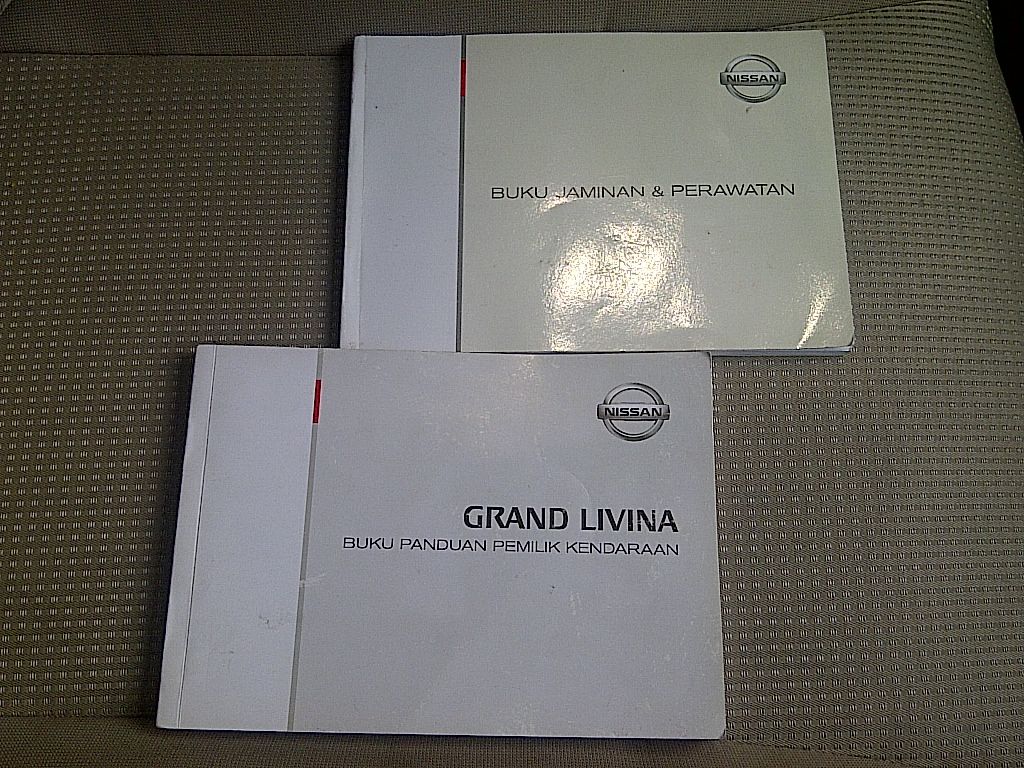 NISSAN
BUKU JAMINAN & PERAWATAN
NISSAN
GRAND LIVINA
BUKU PANDUAN PEMILIK KENDARAAN